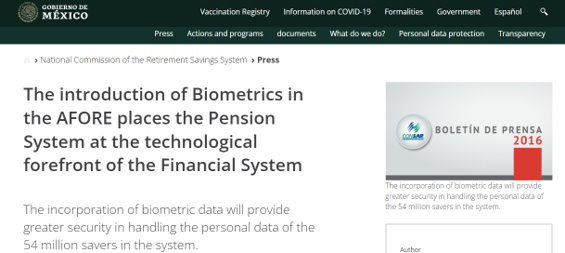 GOBIERNO DE
MÉXICO
Vaccination Registry Information on COVID-19 Formalities Government Español
Press Actions and programs documents What do we do? Personal data protection Transparency
> National Commission of the Retirement Savings System > Press
The introduction of Biometrics in
the AFORE places the Pension
System at the technological
forefront of the Financial System
The incorporation of biometric data will provide
greater security in handling the personal data of the
54 million savers in the system.
CONSAR
BOLETÍN DE PRENSA
2016
The incorporation of biometric data will provide
greater security in handling the personal data of
the 54 million savers in the system.
Author